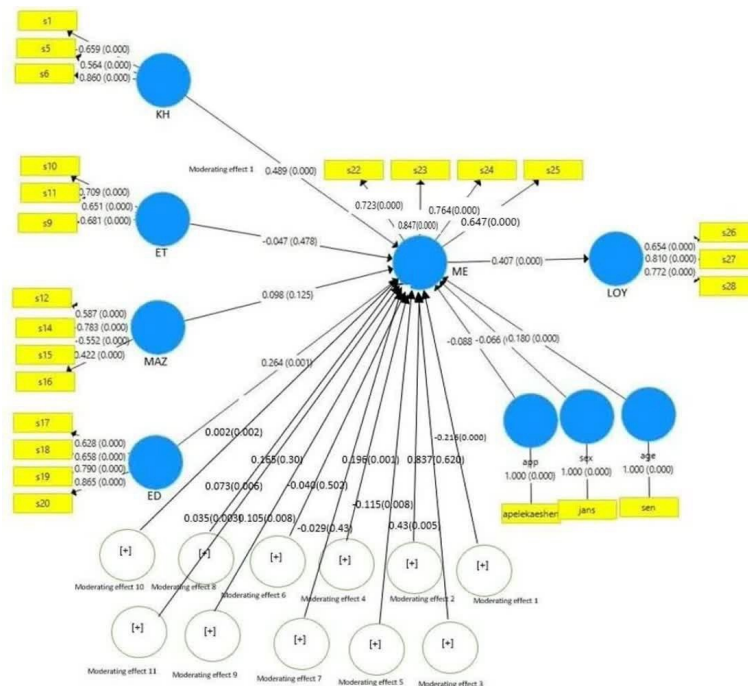 s1
s5
s6
-0.659 (0.000)
0.564 (0.000)
0.860 (0.000)
KH
s10
s11
s9
0.709 (0.000)
0.651 (0.000)
-0.681 (0.000)
ET
s12
s14
s15
s16
0.587 (0.000)
-0.783 (0.000)
-0.552 (0.000)
0.422 (0.000)
MAZ
s17
s18
s19
s20
0.628 (0.000)
0.658 (0.000)
0.790 (0.000)
0.865 (0.000)
ED
Moderating effect 1
0.489 (0.000)
-0.047 (0.478)
0.098 (0.125)
0.264 (0.001)
s22
s23
s24
s25
0.723(0.000)
0.847(0.000)
0.764(0.000)
0.647(0.000)
ME
0.407 (0.000)
LOY
s26
s27
s28
0.654 (0.000)
0.810 (0.000)
0.772 (0.000)
-0.088
-0.066
-0.180 (0.000)
app
sex
age
1.000 (0.000)
1.000 (0.000)
1.000 (0.000)
apelekaeshen
jans
sen
0.002(0.002)
0.165(0.30)
0.073(0.006)
0.035(0.003)
0.105(0.008)
-0.040(0.502)
-0.029(0.43)
0.196(0.001)
-0.115(0.008)
0.837(0.620)
0.43(0.005)
-0.216(0.000)
[+]
[+]
[+]
[+]
[+]
[+]
Moderating effect 10
Moderating effect 8
Moderating effect 6
Moderating effect 4
Moderating effect 2
Moderating effect 1
[+]
[+]
[+]
[+]
[+]
Moderating effect 11
Moderating effect 9
Moderating effect 7
Moderating effect 5
Moderating effect 3